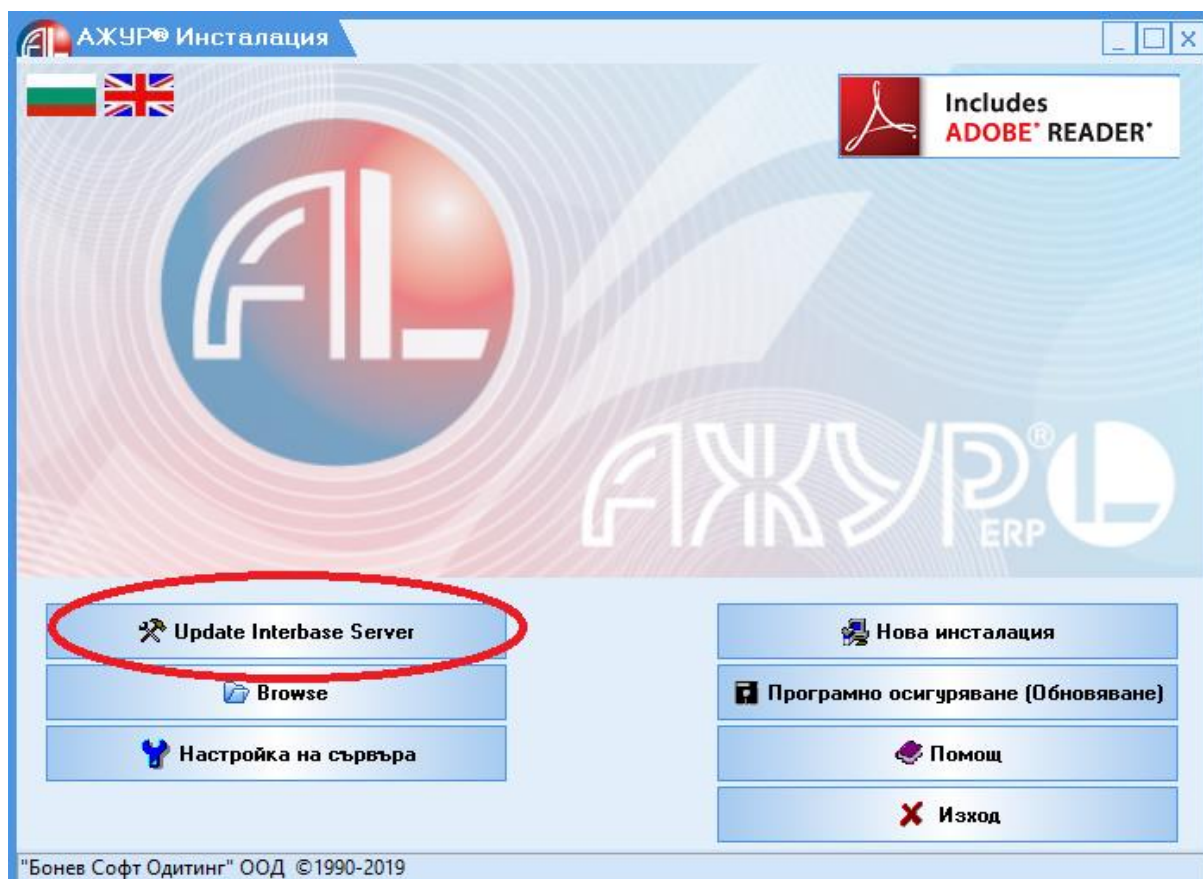 АЖУР® Инсталация
Includes
ADOBE® READER®
AL
АЖУР® L
ERP
Update Interbase Server
Нова инсталация
Browse
Програмно осигуряване (Обновяване)
Настройка на сървъра
Помощ
Изход
"Бонев Софт Одитинг" ООД ©1990-2019